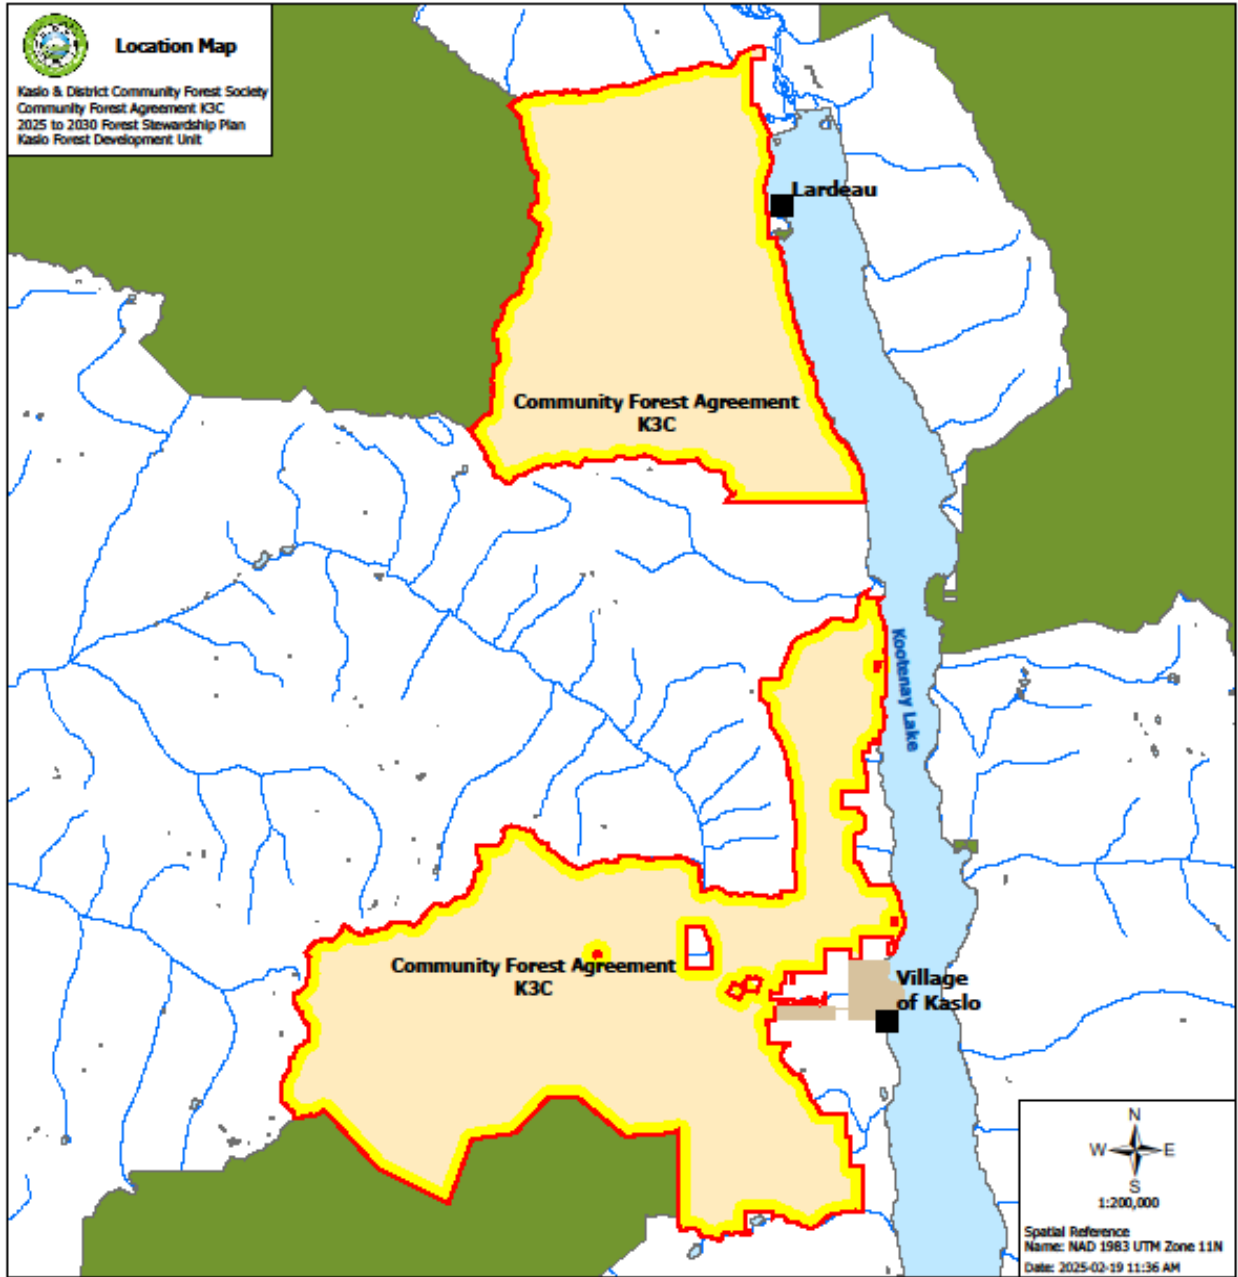 Location Map
Kaslo & District Community Forest Society
Community Forest Agreement K3C
2025 to 2030 Forest Stewardship Plan
Kaslo Forest Development Unit
Lardeau
Community Forest Agreement
K3C
Kootenay Lake
Community Forest Agreement
K3C
Village
of Kaslo
N
W E
S
1:200,000
Spatial Reference
Name: NAD 1983 UTM Zone 11N
Date: 2025-02-19 11:36 AM